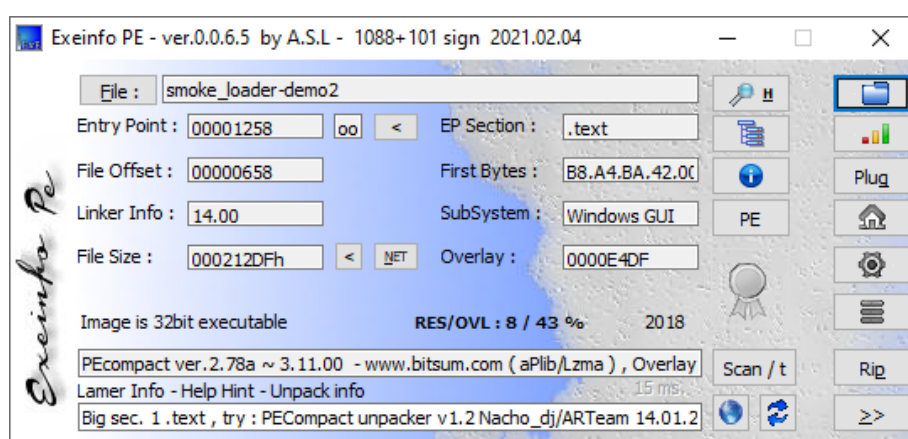 Exeinfo PE - ver.0.0.6.5 by A.S.L - 1088+101 sign 2021.02.04
File : smoke_loader-demo2 H
Entry Point : 00001258 oo < EP Section : .text
File Offset : 00000658 First Bytes : B8.A4.BA.42.0 Plug
Linker Info : 14.00 SubSystem : Windows GUI PE
File Size : 000212DFh < NET Overlay : 0000E4DF
Image is 32bit executable RES/OVL : 8 / 43 % 2018
Exeinfo Pe
PEcompact ver.2.78a ~ 3.11.00 - www.bitsum.com ( aPlib/Lzma ) , Overlay Scan / t Rip
Lamer Info - Help Hint - Unpack info 15 ms.
Big sec. 1 .text , try : PECompact unpacker v1.2 Nacho_dj/ARTeam 14.01.2 >>